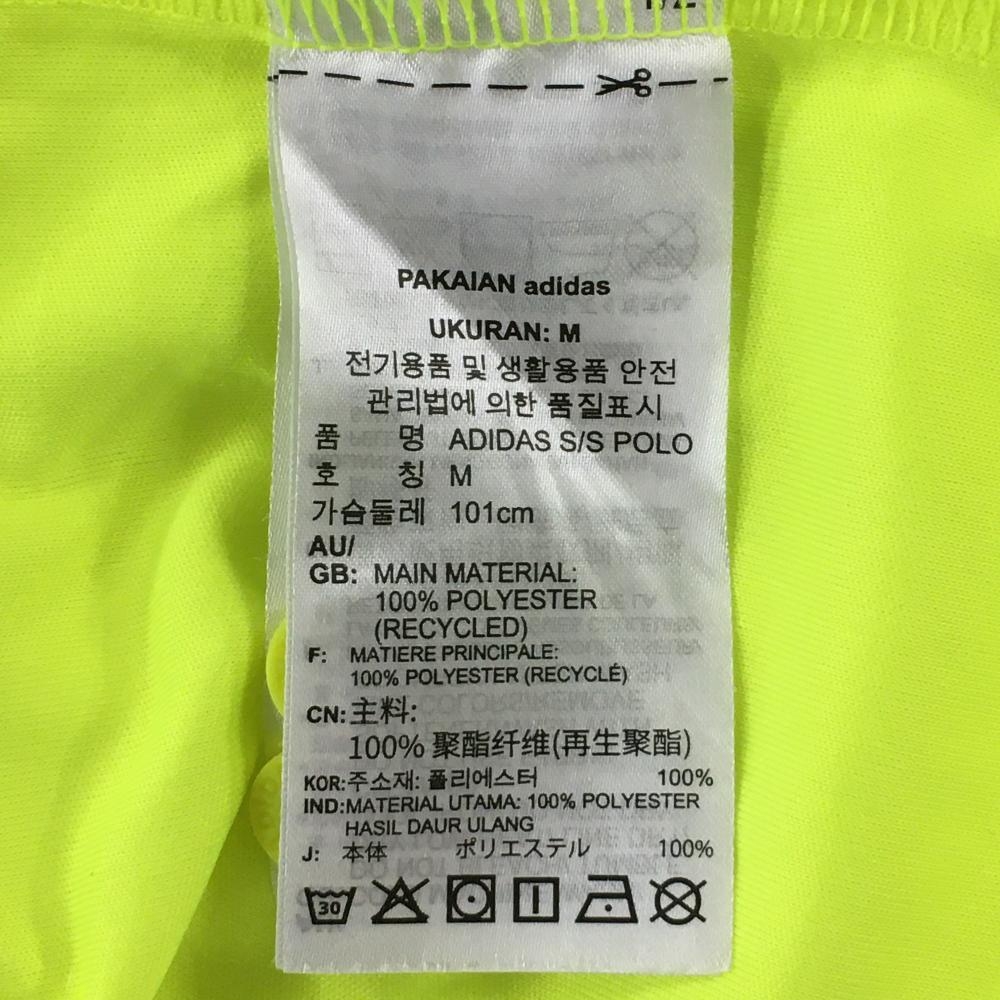 PAKAIAN adidas
UKURAN: M
전기용품 및 생활용품 안전
관리법에 의한 품질표시
품 명 ADIDAS S/S POLO
호 칭 M
가슴둘레 101cm
AU/
GB: MAIN MATERIAL:
100% POLYESTER
(RECYCLED)
F: MATIERE PRINCIPALE:
100% POLYESTER (RECYCLÉ)
CN:主料:
100% 聚酯纤维(再生聚酯)
KOR:주소재: 폴리에스터 100%
IND:MATERIAL UTAMA: 100% POLYESTER
HASIL DAUR ULANG
J: 本体 ポリエステル 100%
30